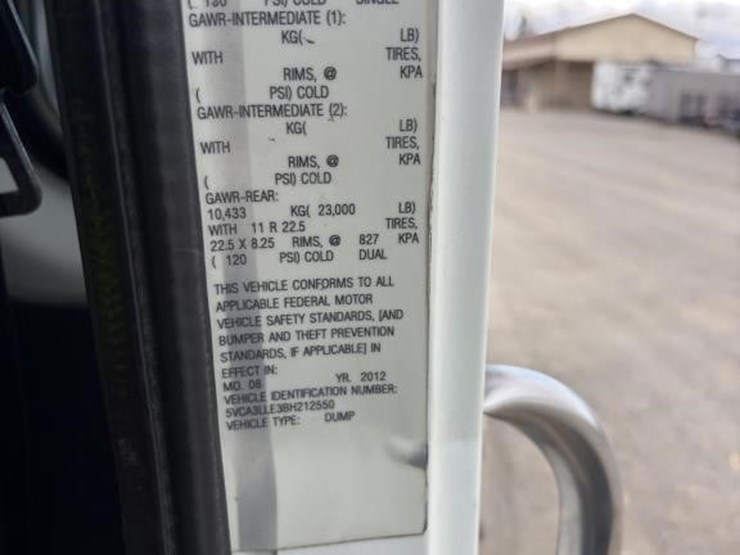 GAWR-INTERMEDIATE (1):
KG( LB)
WITH TIRES,
RIMS, @ KPA
( PSI) COLD
GAWR-INTERMEDIATE (2):
KG( LB)
WITH TIRES,
RIMS, @ KPA
( PSI) COLD
GAWR-REAR:
10,433 KG( 23,000 LB)
WITH 11 R 22.5 TIRES,
22.5 X 8.25 RIMS, @ 827 KPA
( 120 PSI) COLD DUAL
THIS VEHICLE CONFORMS TO ALL
APPLICABLE FEDERAL MOTOR
VEHICLE SAFETY STANDARDS, [AND
BUMPER AND THEFT PREVENTION
STANDARDS, IF APPLICABLE] IN
EFFECT IN:
MO. 06 YR. 2012
VEHICLE IDENTIFICATION NUMBER:
5VCA3LLE3BH212550
VEHICLE TYPE: DUMP